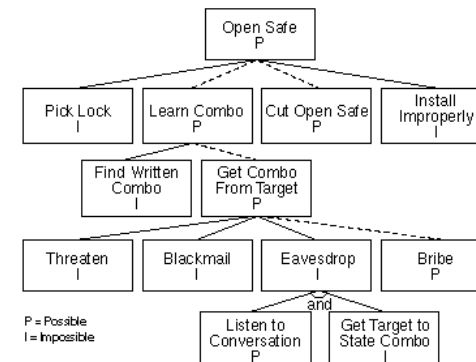 Open Safe
P
Pick Lock
I
Learn Combo
P
Cut Open Safe
P
Install
Improperly
I
Find Written
Combo
I
Get Combo
From Target
P
Threaten
I
Blackmail
I
Eavesdrop
I
Bribe
P
and
P = Possible
I = Impossible
Listen to
Conversation
P
Get Target to
State Combo
I